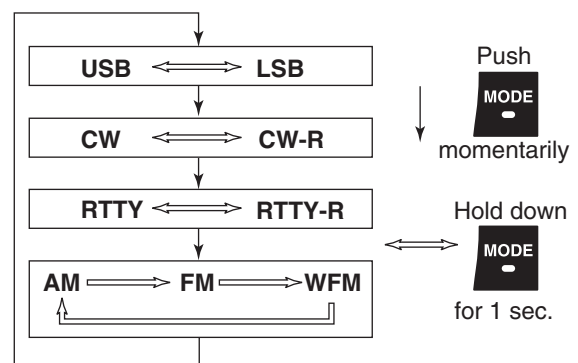 USB LSB
CW CW-R
RTTY RTTY-R
AM FM WFM
Push
MODE
momentarily
Hold down
MODE
for 1 sec.